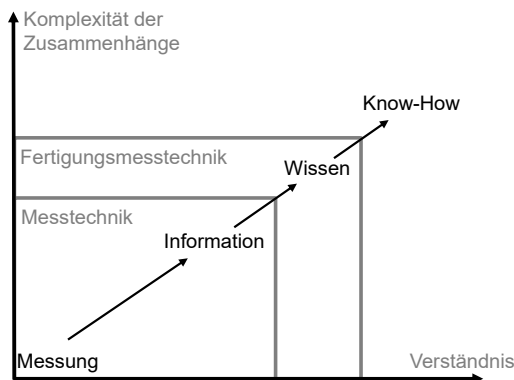 Komplexität der
Zusammenhänge
Know-How
Fertigungsmesstechnik
Wissen
Messtechnik
Information
Messung
Verständnis